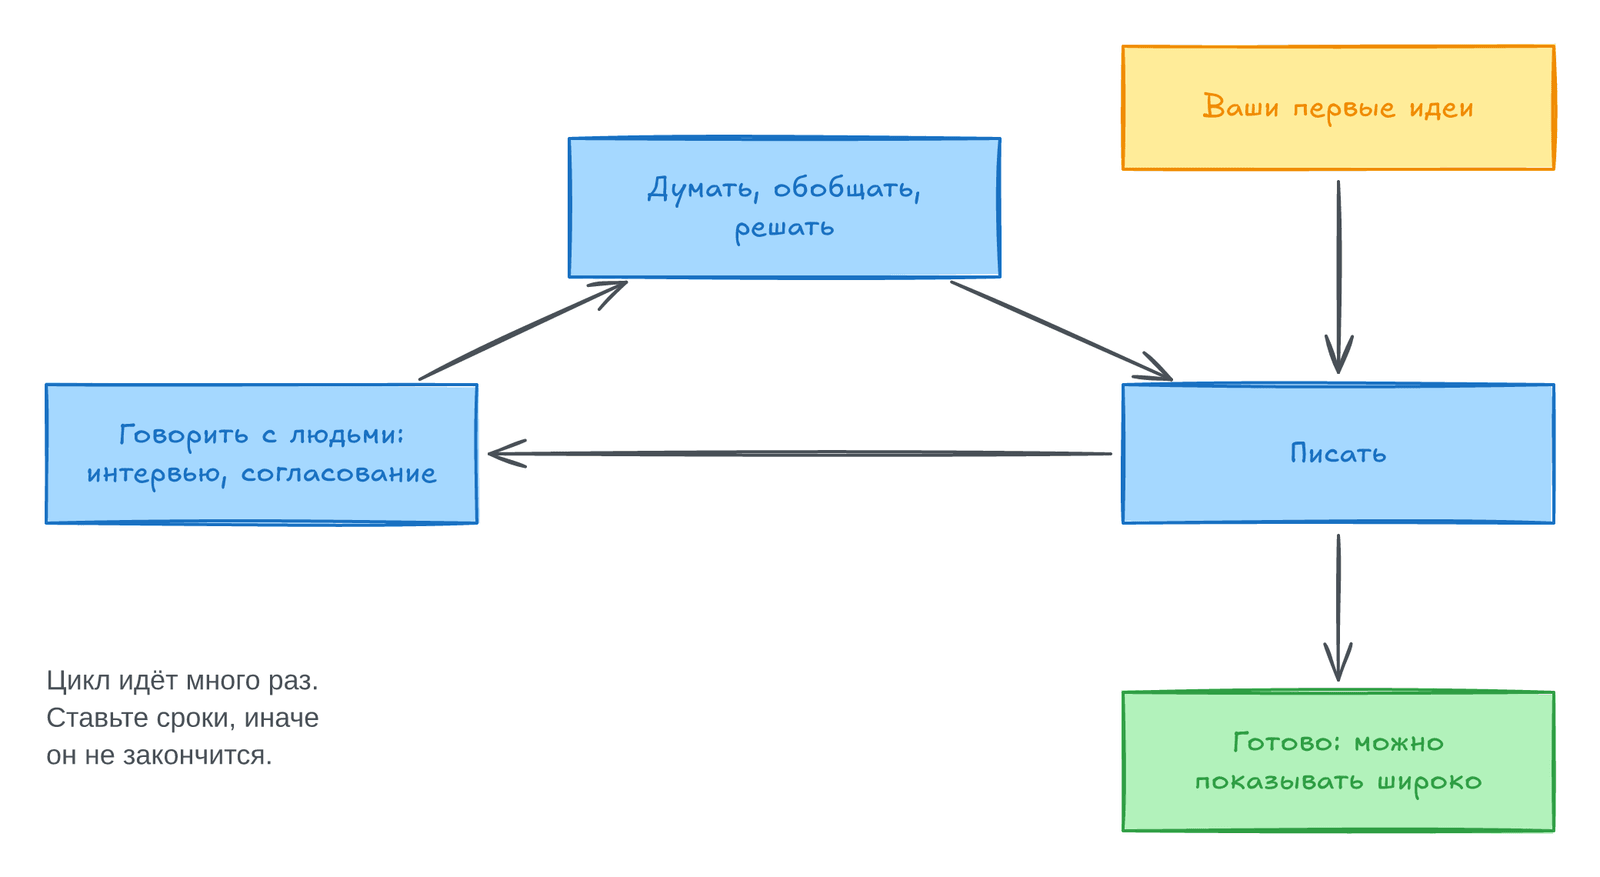 Ваши первые идеи
Думать, обобщать,
решать
Говорить с людьми:
интервью, согласование
Писать
Цикл идёт много раз.
Ставьте сроки, иначе
он не закончится.
Готово: можно
показывать широко